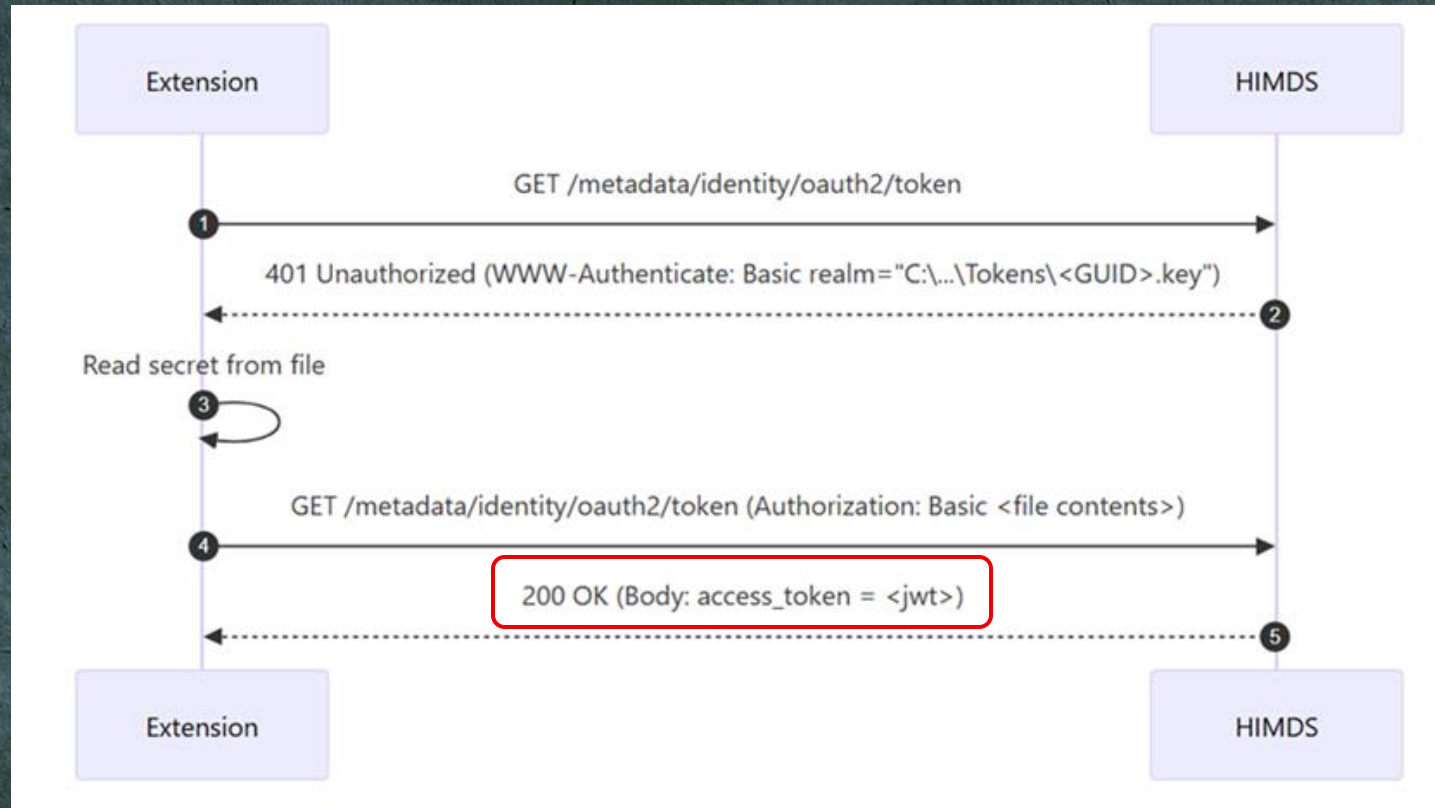 Extension
HIMDS
GET /metadata/identity/oauth2/token
1
401 Unauthorized (WWW-Authenticate: Basic realm="C:\...\Tokens\<GUID>.key")
2
Read secret from file
3
GET /metadata/identity/oauth2/token (Authorization: Basic <file contents>)
4
200 OK (Body: access_token = <jwt>)
5
Extension
HIMDS